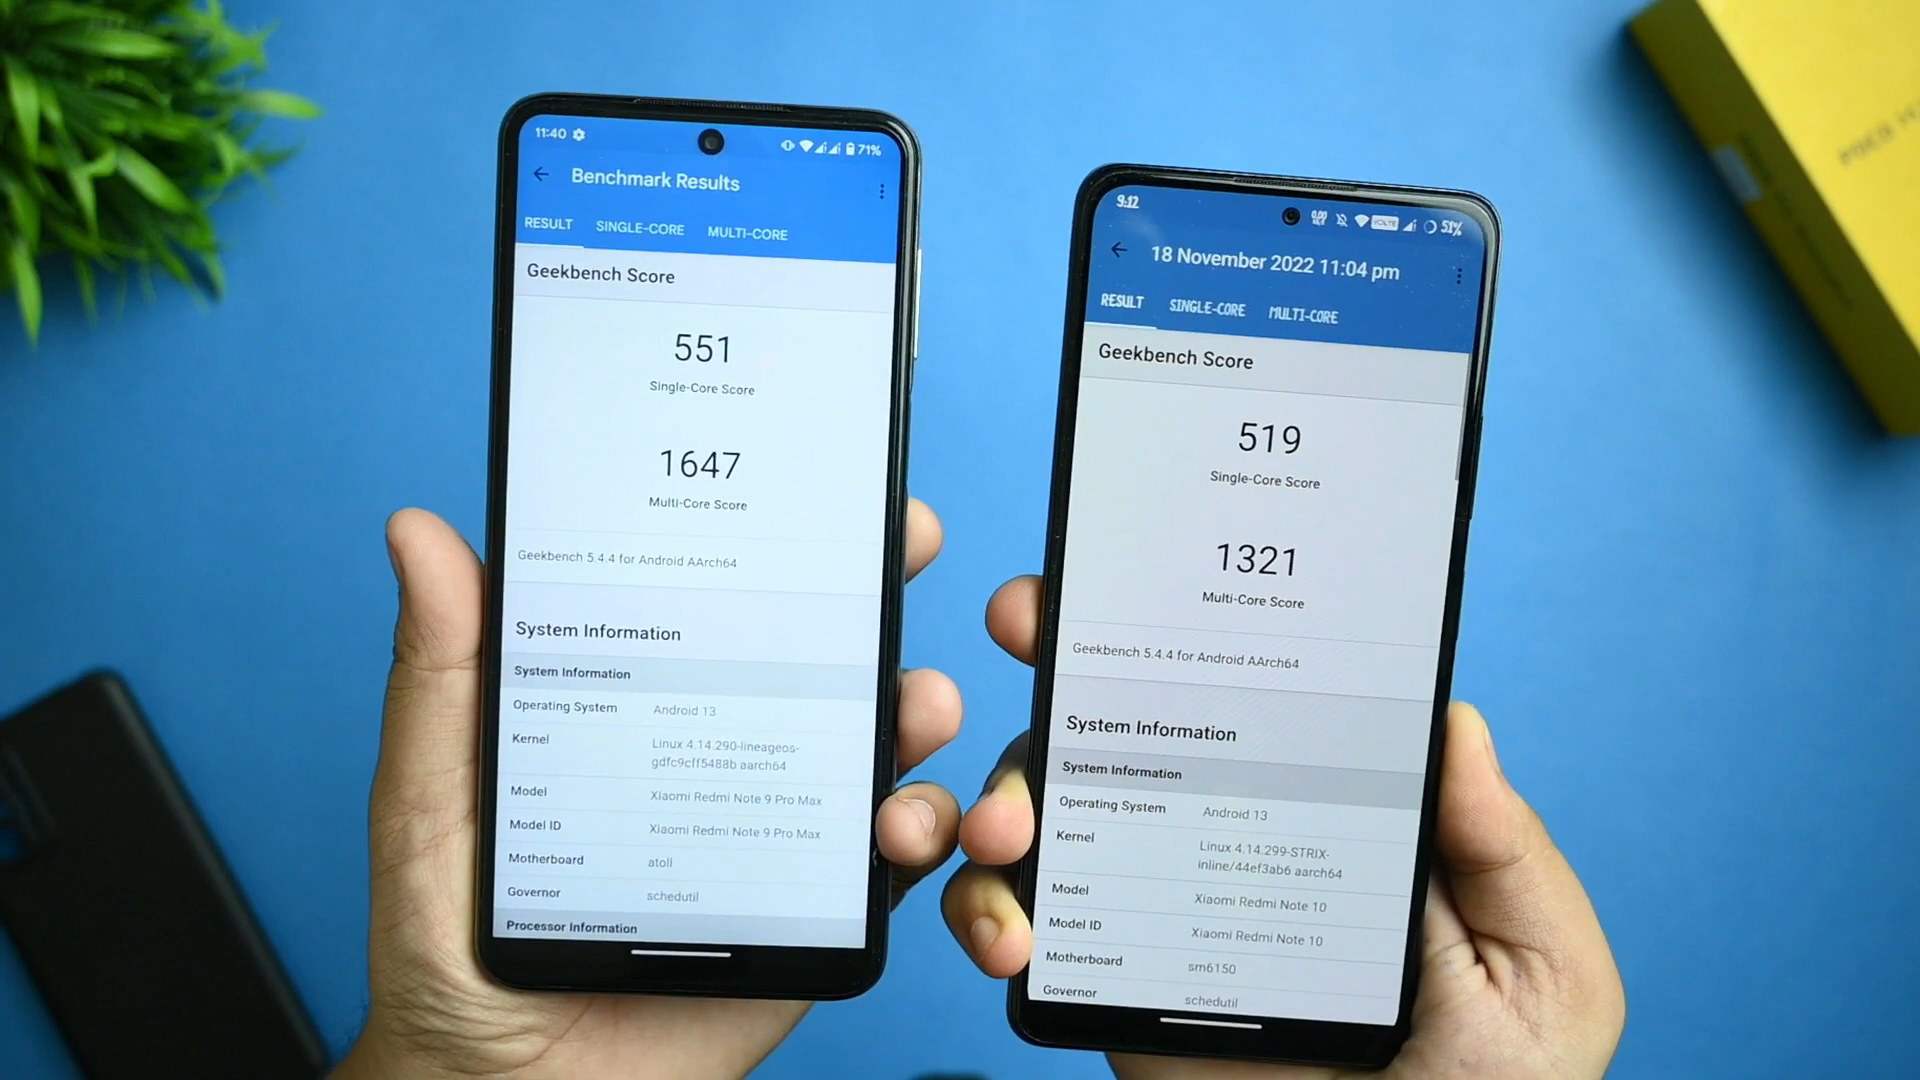 11:40
71%
Benchmark Results
RESULT SINGLE-CORE MULTI-CORE
Geekbench Score
551
Single-Core Score
1647
Multi-Core Score
Geekbench 5.4.4 for Android AArch64
System Information
System Information
Operating System Android 13
Kernel Linux 4.14.290-lineageos-
gdfc9cff5488b aarch64
Model Xiaomi Redmi Note 9 Pro Max
Model ID Xiaomi Redmi Note 9 Pro Max
Motherboard atoll
Governor schedutil
Processor Information
9:12
VOLTE 51%
18 November 2022 11:04 pm
RESULT SINGLE-CORE MULTI-CORE
Geekbench Score
519
Single-Core Score
1321
Multi-Core Score
Geekbench 5.4.4 for Android AArch64
System Information
System Information
Operating System Android 13
Kernel Linux 4.14.299-STRIX-
inline/44ef3ab6 aarch64
Model Xiaomi Redmi Note 10
Model ID Xiaomi Redmi Note 10
Motherboard sm6150
Governor schedutil
POCO